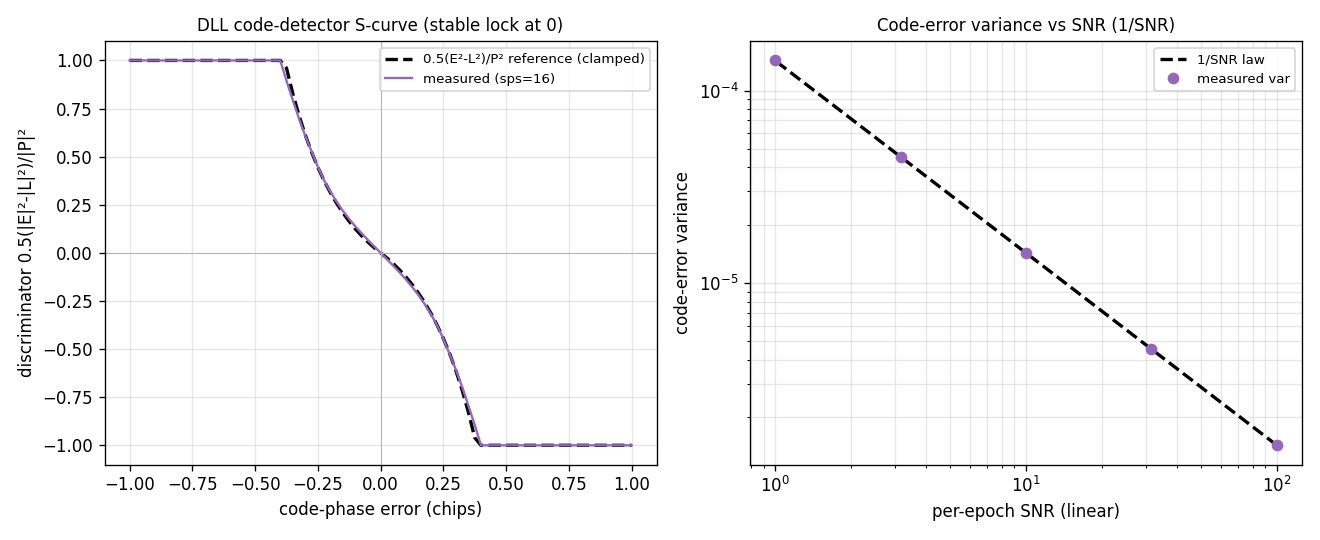 DLL code-detector S-curve (stable lock at 0)
discriminator 0.5(|E|²-|L|²)/|P|²
1.00
0.75
0.50
0.25
0.00
−0.25
−0.50
−0.75
−1.00
0.5(E²-L²)/P² reference (clamped)
measured (sps=16)
−1.00 −0.75 −0.50 −0.25 0.00 0.25 0.50 0.75 1.00
code-phase error (chips)
Code-error variance vs SNR (1/SNR)
code-error variance
10⁻⁴
10⁻⁵
1/SNR law
measured var
10⁰ 10¹ 10²
per-epoch SNR (linear)